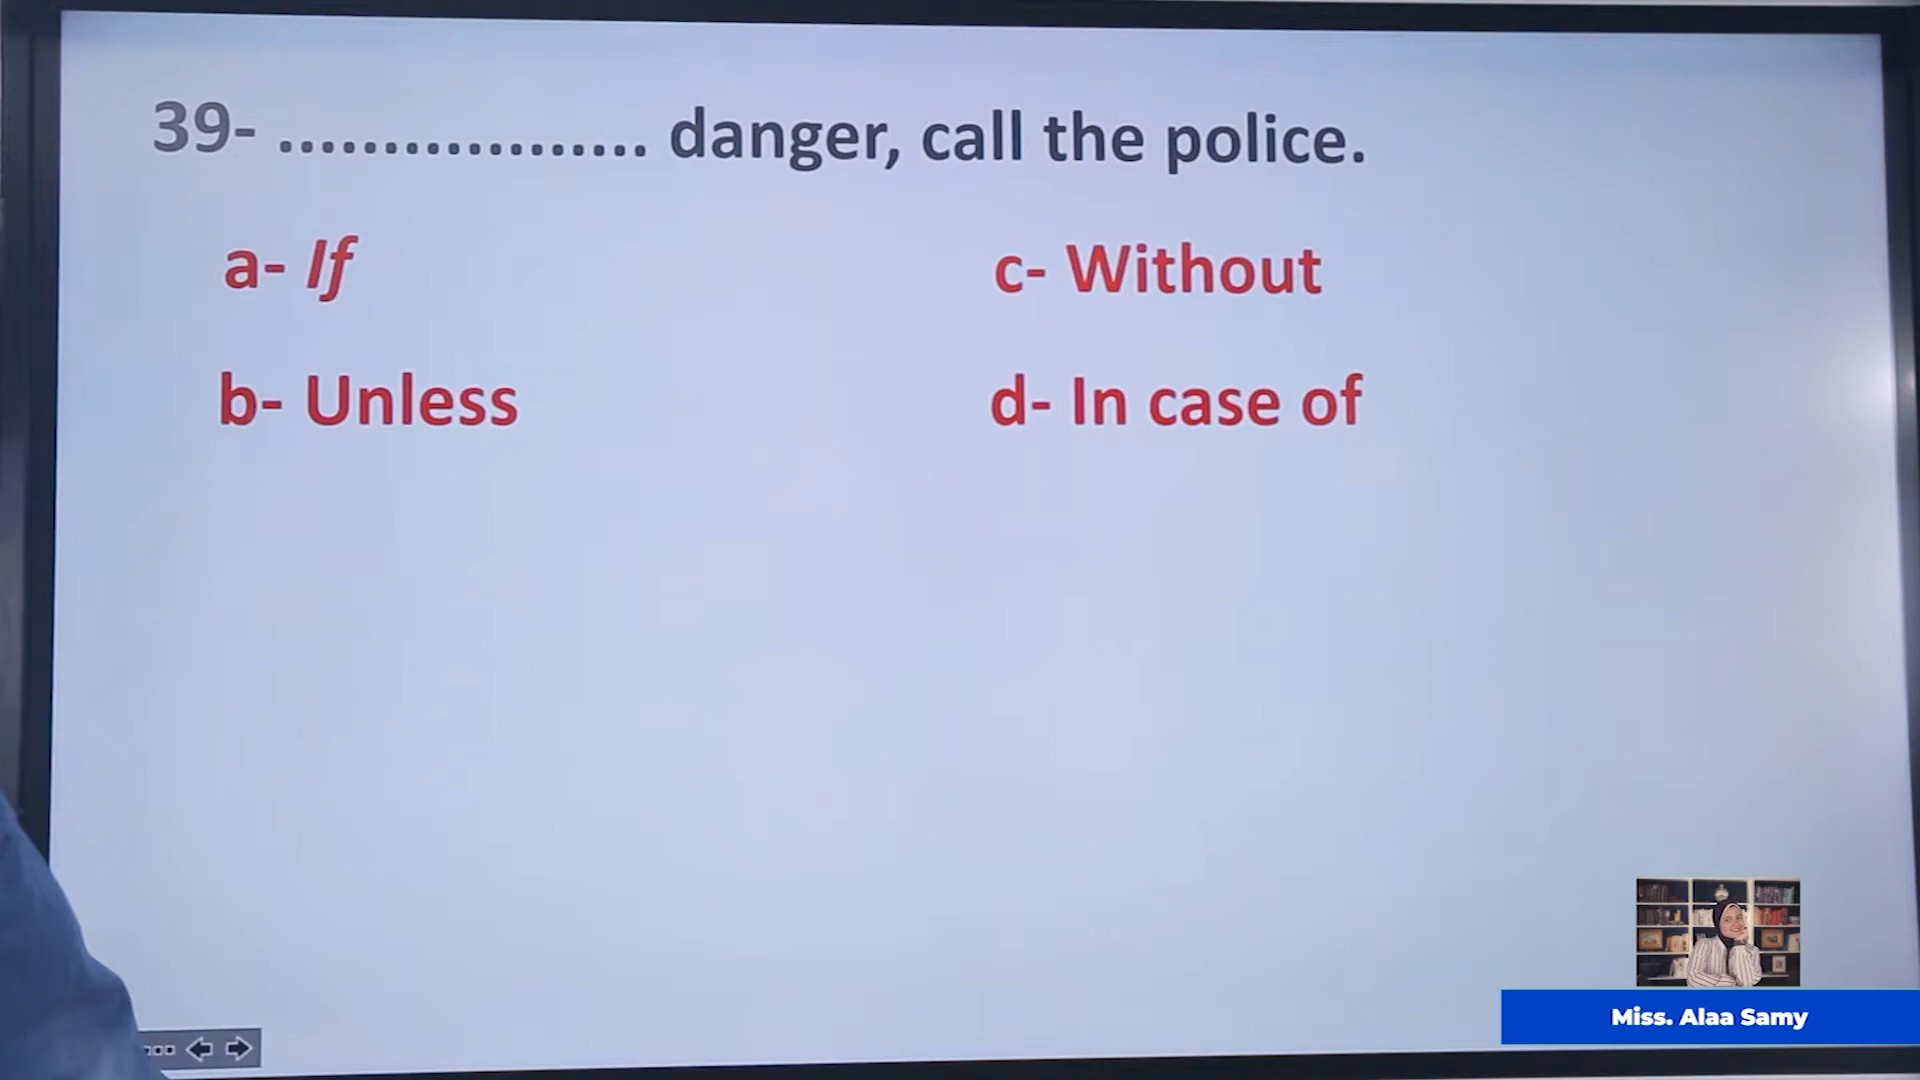 39- .................. danger, call the police.
a- If
c- Without
b- Unless
d- In case of
Miss. Alaa Samy